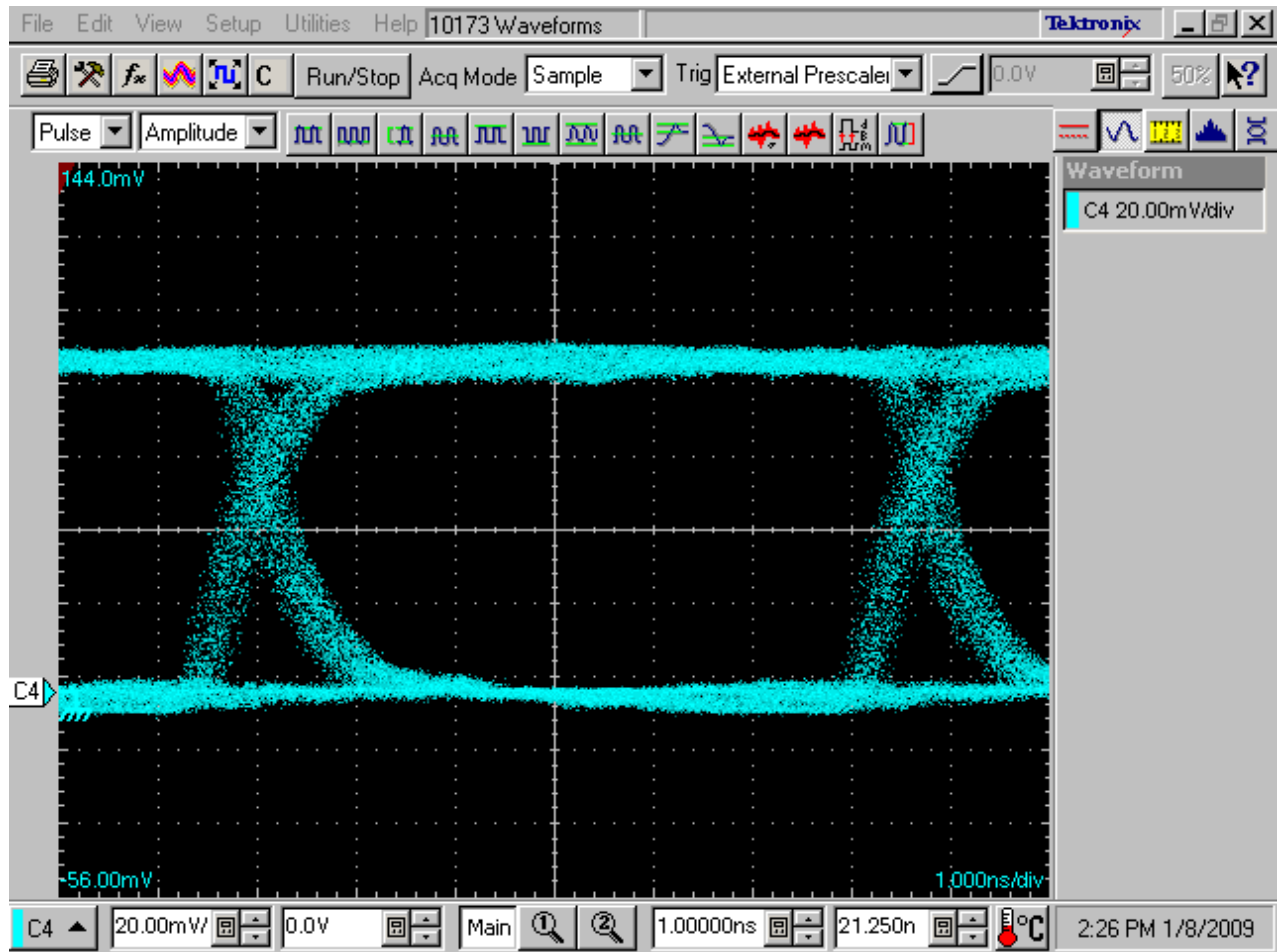 File Edit View Setup Utilities Help 10173 Waveforms Tektronix
C Run/Stop Acq Mode Sample Trig External Prescaler 0.0V 50% ?
Pulse Amplitude
144.0mV
Waveform
C4 20.00mV/div
C4
-56.00mV 1.000ns/div
C4 20.00mV/ 0.0V Main 1 2 1.00000ns 21.250n °C 2:26 PM 1/8/2009